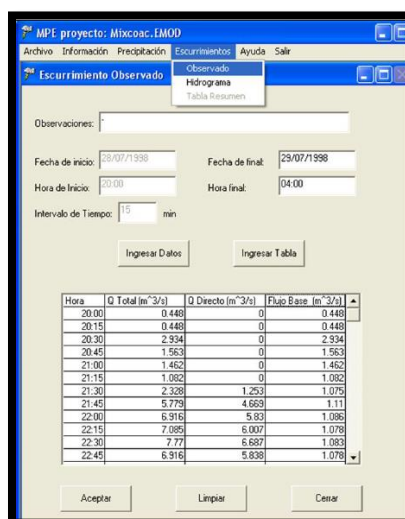 MPE proyecto: Mixcoac.EMOD
Archivo Información Precipitación Escurrimientos Ayuda Salir
Observado
Hidrograma
Tabla Resumen
Escurrimiento Observado
Observaciones: -
Fecha de inicio: 28/07/1998 Fecha de final: 29/07/1998
Hora de Inicio: 20:00 Hora final: 04:00
Intervalo de Tiempo: 15 min
Ingresar Datos Ingresar Tabla
Hora Q Total (m^3/s) Q Directo (m^3/s) Flujo Base (m^3/s)
20:00 0.448 0 0.448
20:15 0.448 0 0.448
20:30 2.934 0 2.934
20:45 1.563 0 1.563
21:00 1.462 0 1.462
21:15 1.082 0 1.082
21:30 2.328 1.253 1.075
21:45 5.779 4.669 1.11
22:00 6.916 5.83 1.086
22:15 7.085 6.007 1.078
22:30 7.77 6.687 1.083
22:45 6.916 5.838 1.078
Aceptar Limpiar Cerrar